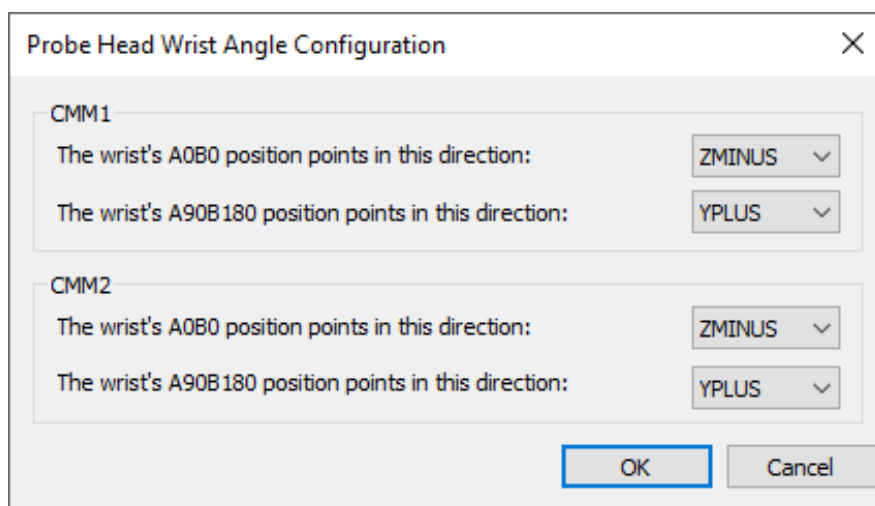 Probe Head Wrist Angle Configuration
CMM1
The wrist's A0B0 position points in this direction: ZMINUS
The wrist's A90B180 position points in this direction: YPLUS
CMM2
The wrist's A0B0 position points in this direction: ZMINUS
The wrist's A90B180 position points in this direction: YPLUS
OK Cancel